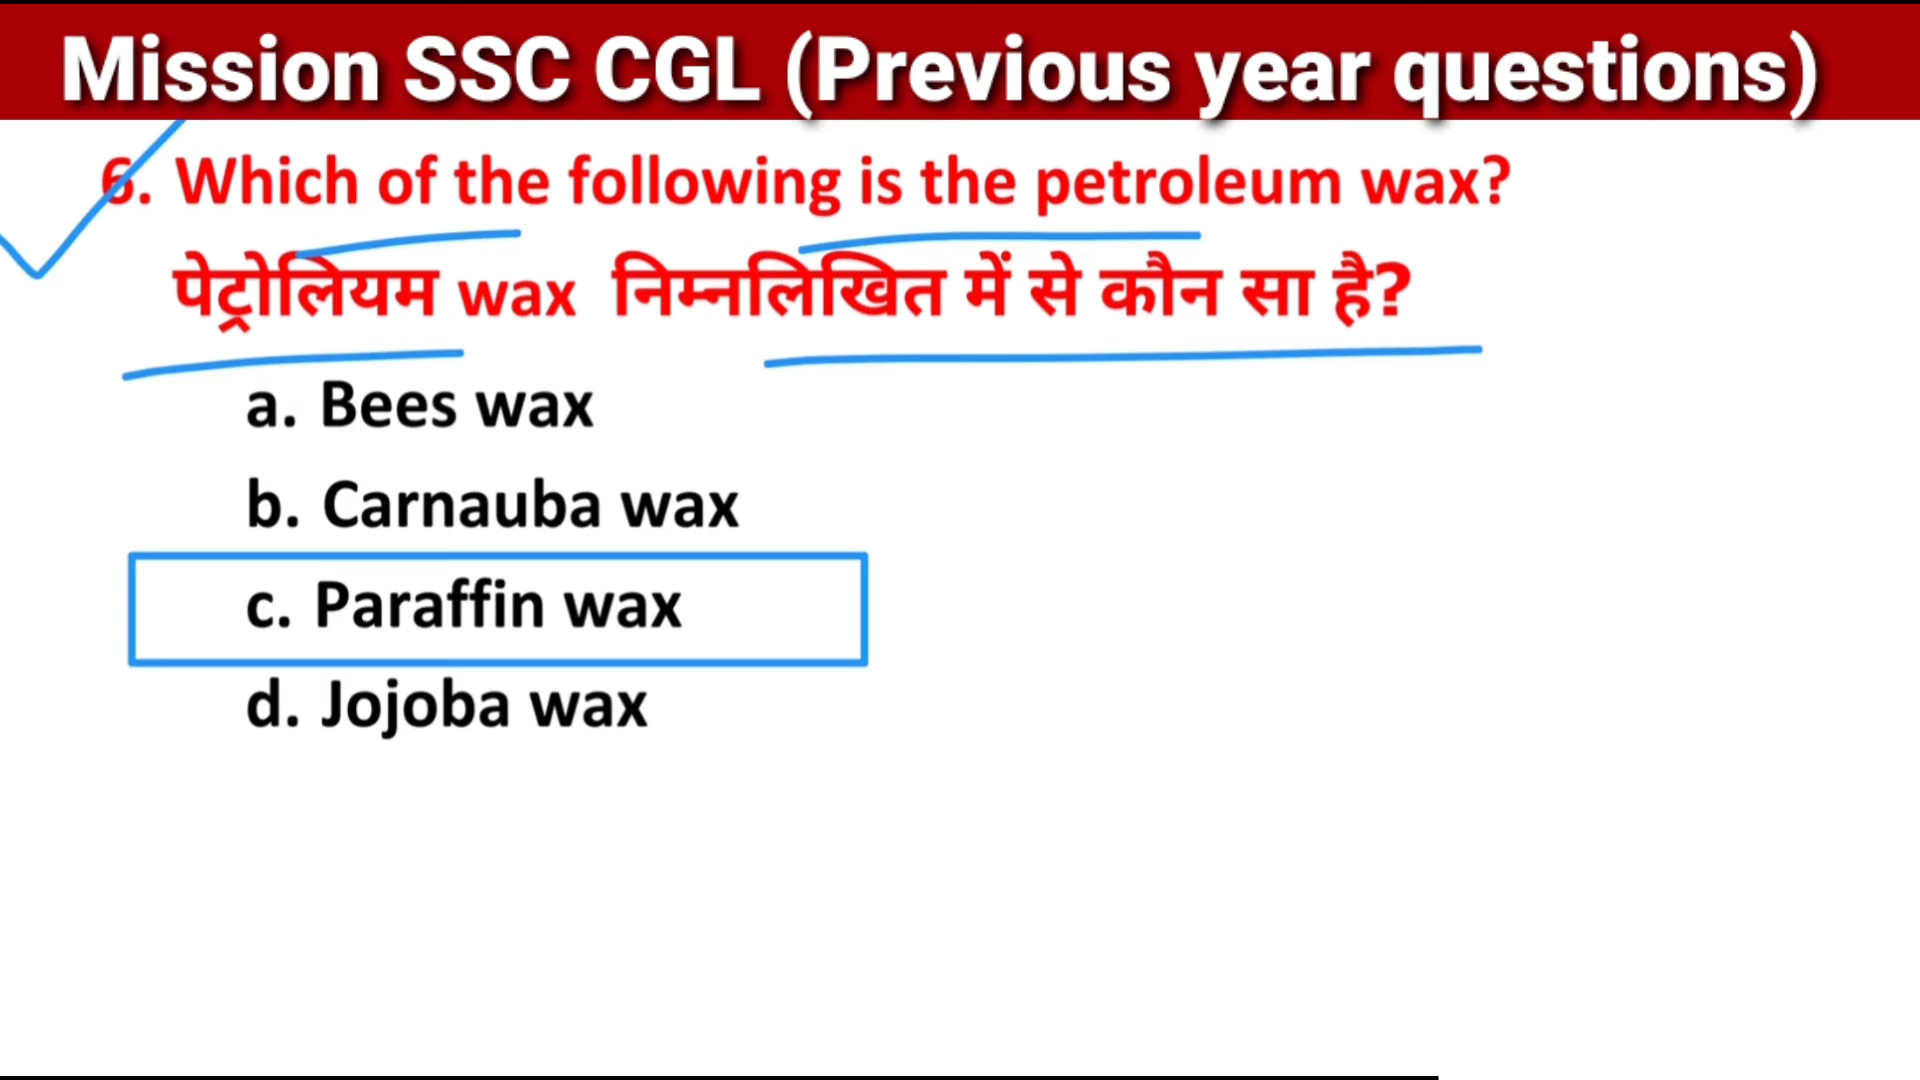 Mission SSC CGL (Previous year questions)
6. Which of the following is the petroleum wax?
पेट्रोलियम wax निम्नलिखित में से कौन सा है?
a. Bees wax
b. Carnauba wax
c. Paraffin wax
d. Jojoba wax